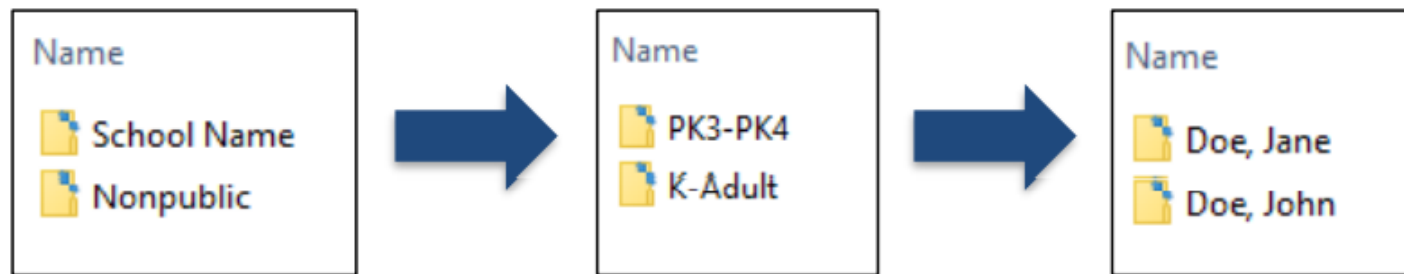 Name
School Name
Nonpublic
Name
PK3-PK4
K-Adult
Name
Doe, Jane
Doe, John